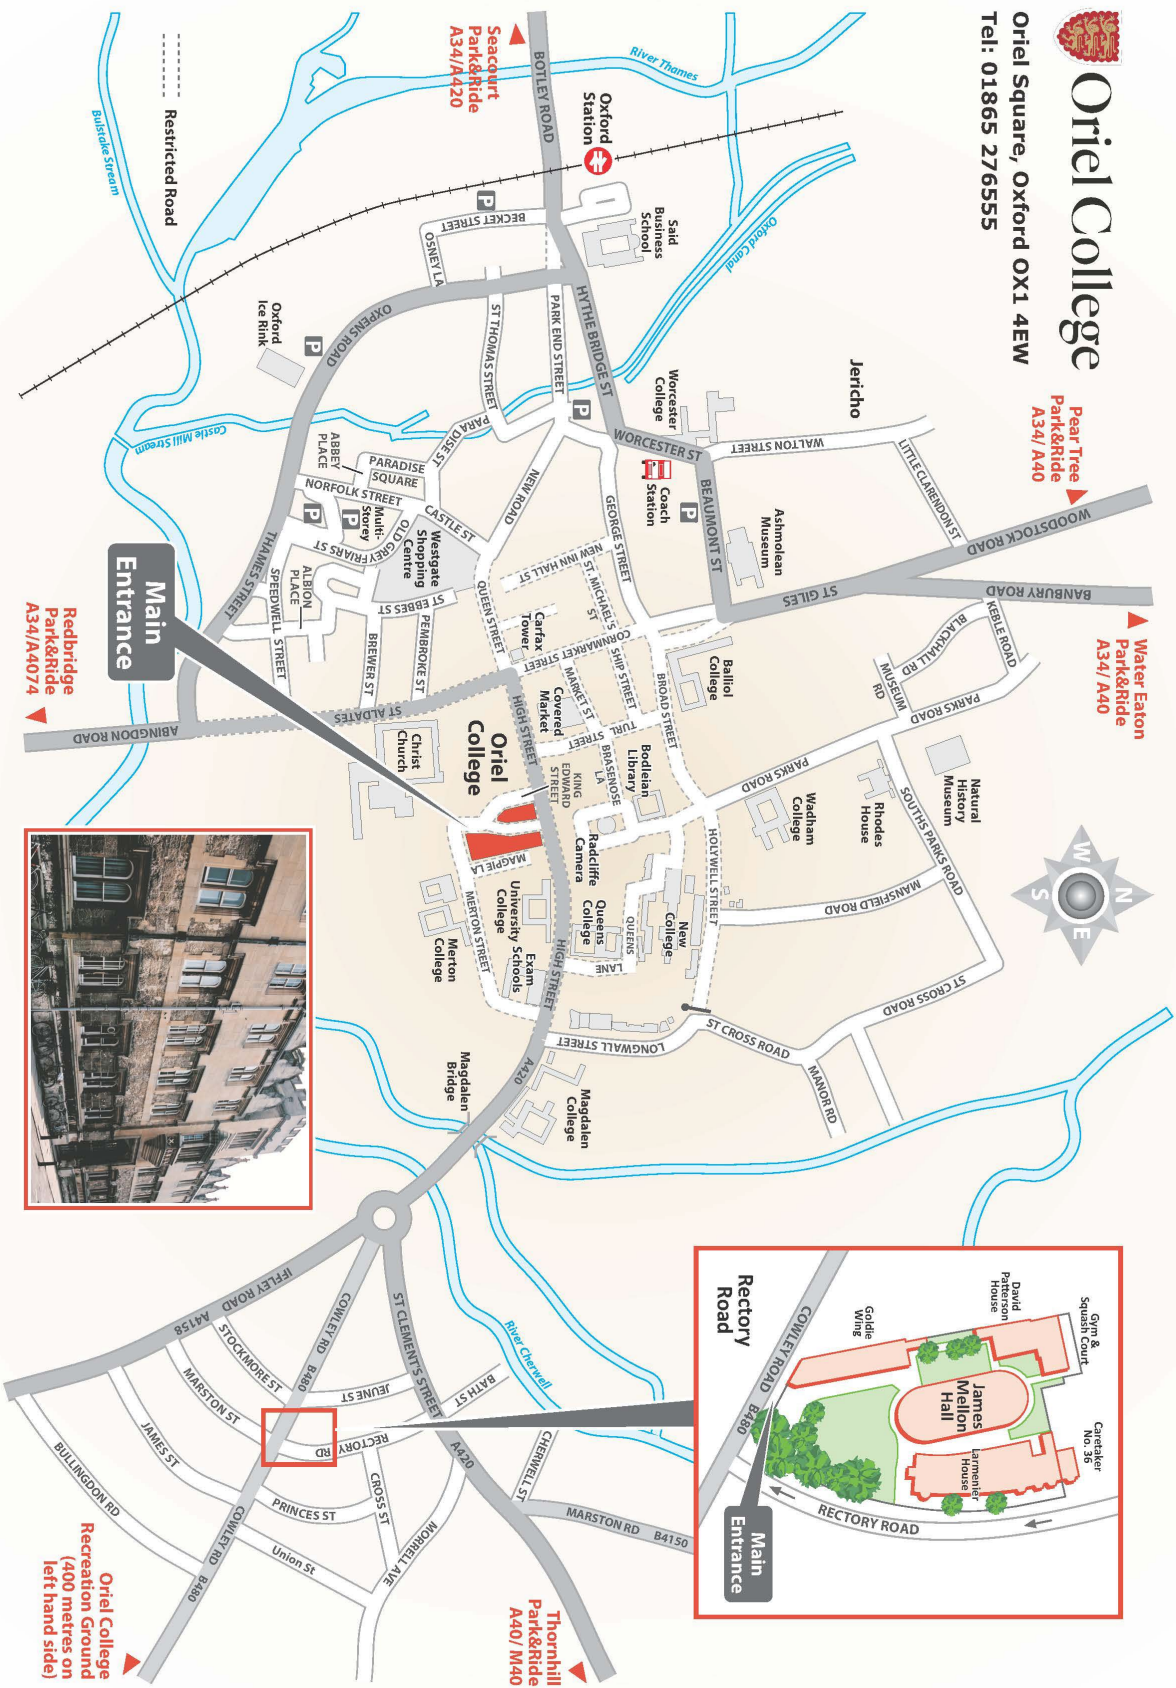 Oriel College
Oriel Square, Oxford OX1 4EW
Tel: 01865 276555
Pear Tree
Park&Ride
A34/ A40
Water Eaton
Park&Ride
A34/ A40
N
E
S
W
WOODSTOCK ROAD
BANBURY ROAD
Jericho
LITTLE CLARENDON ST
WALTON STREET
KEBLE ROAD
BLACKHALL RD
MUSEUM
RD
PARKS ROAD
Natural
History
Museum
Rhodes
House
SOUTHS PARKS ROAD
Wadham
College
PARKS ROAD
MANSFIELD ROAD
ST CROSS ROAD
ST CROSS ROAD
MANOR RD
ST GILES
Ashmolean
Museum
BEAUMONT ST
Worcester
College
WORCESTER ST
Coach
Station
P
Oxford Canal
River Thames
Said
Business
School
Oxford
Station
Seacourt
Park&Ride
A34/A420
BOTLEY ROAD
HYTHE BRIDGE ST
PARK END STREET
P
BECKET STREET
P
OSNEY LA
ST THOMAS STREET
OXPENS ROAD
P
Oxford
Ice Rink
Restricted Road
Bulstake Stream
Castle Mill Stream
PARADISE ST
PARADISE
SQUARE
ABBEY
PLACE
NORFOLK STREET
P
P
Multi-
Storey
OLD GREYFRIARS ST
CASTLE ST
NEW ROAD
Westgate
Shopping
Centre
GEORGE STREET
NEW INN HALL ST
ST. MICHAEL'S
ST
SHIP STREET
CORNMARKET STREET
Carfax
Tower
QUEEN STREET
ST EBBES ST
PEMBROKE ST
BREWER ST
ALBION
PLACE
SPEEDWELL STREET
THAMES STREET
ST ALDATES
ABINGDON ROAD
Redbridge
Park&Ride
A34/A4074
Main
Entrance
Balliol
College
BROAD STREET
MARKET ST
Covered
Market
TURL STREET
Bodleian
Library
BRASENOSE
LA
HIGH STREET
Oriel
College
KING
EDWARD
STREET
Christ
Church
Radcliffe
Camera
HOLYWELL STREET
MAGPIE LA
MERTON STREET
Merton
College
University
College
Exam
Schools
Queens
College
QUEENS
LANE
New
College
HIGH STREET
LONGWALL STREET
A420
Magdalen
Bridge
Magdalen
College
River Cherwell
IFFLEY ROAD
A4158
COWLEY RD B480
ST CLEMENT'S STREET
STOCKMORE ST
MARSTON ST
JEUNE ST
BATH ST
RECTORY RD
JAMES ST
BULLINGDON RD
PRINCES ST
CROSS ST
Union St
MORRELL AVE
COWLEY RD B480
A420
CHERWELL ST
MARSTON RD B4150
Thornhill
Park&Ride
A40/ M40
Oriel College
Recreation Ground
(400 metres on
left hand side)
Rectory
Road
COWLEY ROAD B480
Goldie
Wing
David
Patterson
House
Gym &
Squash Court
James
Mellon
Hall
Larmenier
House
Caretaker
No. 36
RECTORY ROAD
Main
Entrance